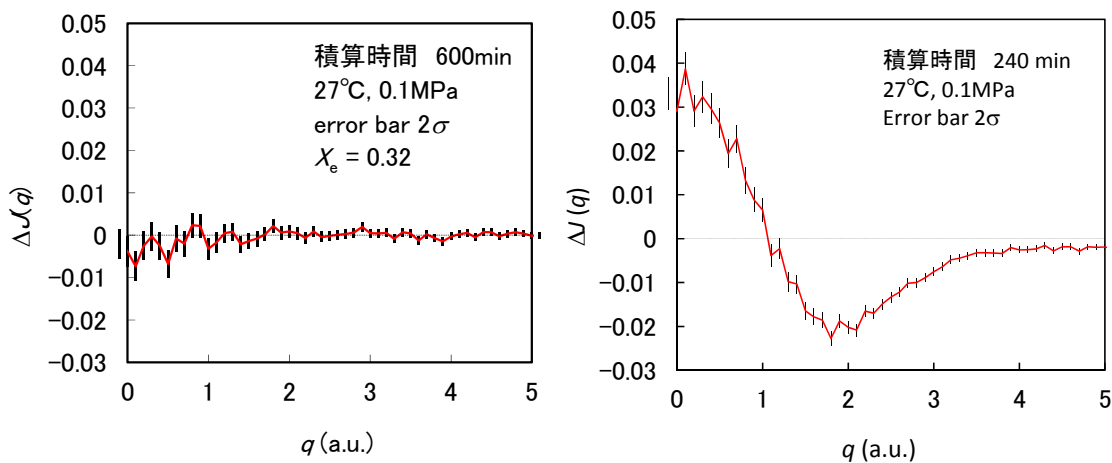 0.05
0.04
0.03
0.02
0.01
0
−0.01
−0.02
−0.03
ΔJ(q)
積算時間 600min
27℃, 0.1MPa
error bar 2σ
Xe = 0.32
0 1 2 3 4 5
q (a.u.)
0.05
0.04
0.03
0.02
0.01
0
−0.01
−0.02
−0.03
ΔJ (q)
積算時間 240 min
27℃, 0.1MPa
Error bar 2σ
0 1 2 3 4 5
q (a.u.)